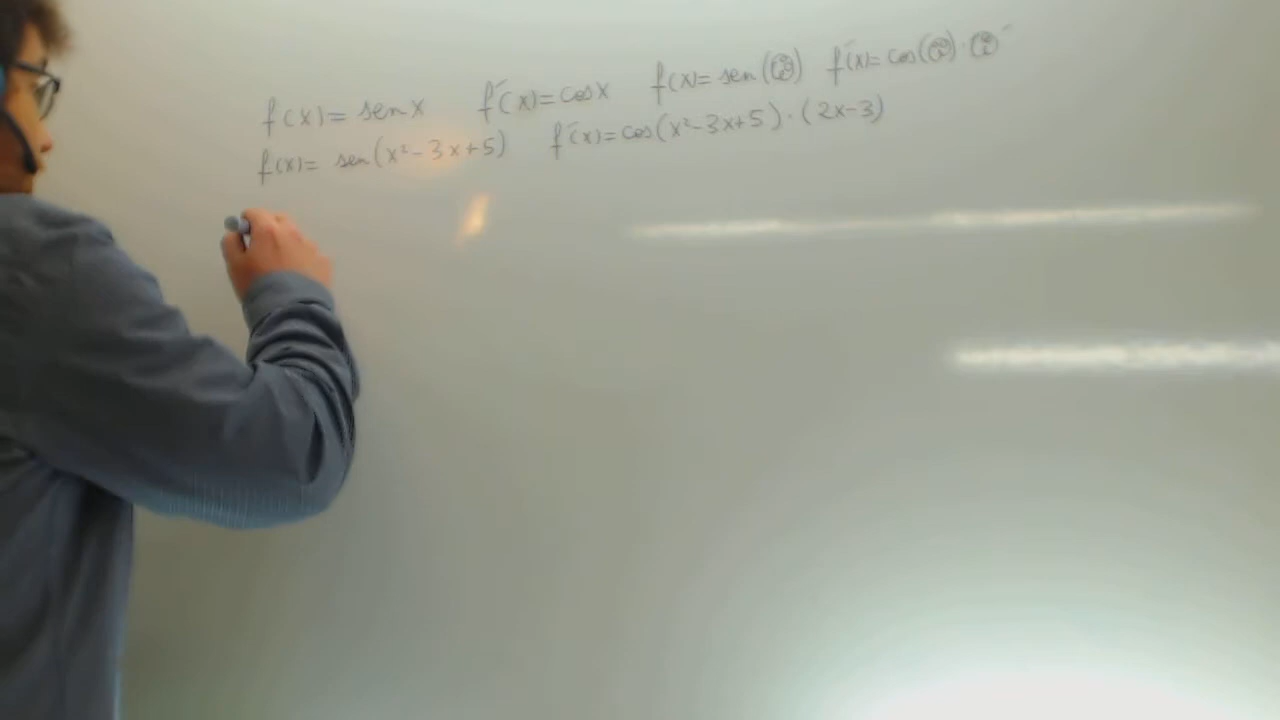 f(x)= sen x f´(x)=cos x f(x)= sen(☺) f´(x)= cos(☺)·☺´
f(x)= sen(x²-3x+5) f´(x)=cos(x²-3x+5)·(2x-3)